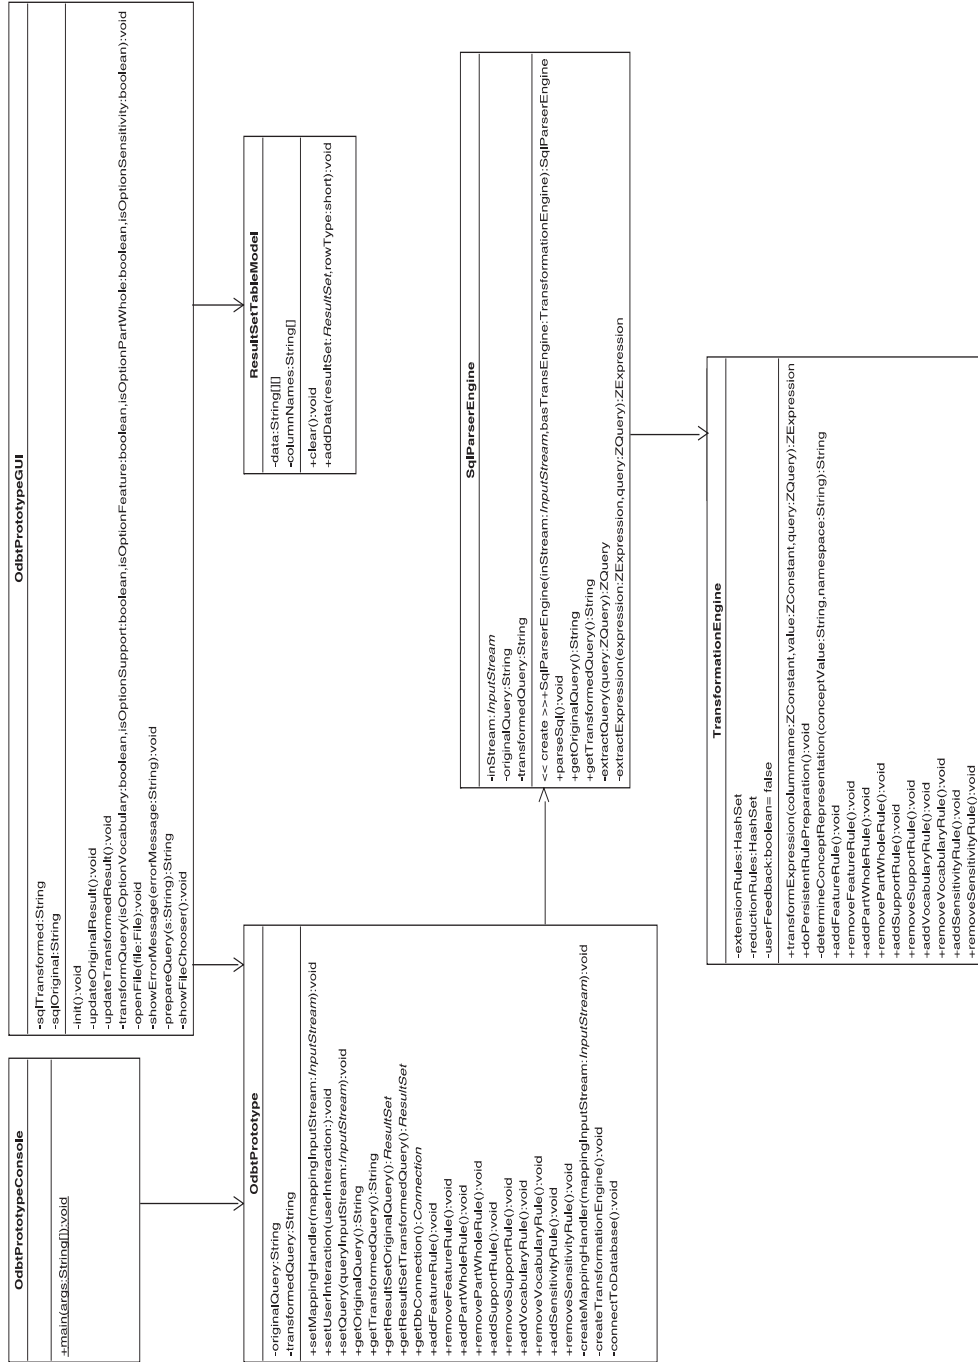 OdbtPrototypeConsole
+main(args:String[]):void
OdbtPrototypeGUI
-sqlTransformed:String
-sqlOriginal:String
-init():void
-updateOriginalResult():void
-updateTransformedResult():void
-transformQuery(isOptionVocabulary:boolean,isOptionSupport:boolean,isOptionFeature:boolean,isOptionPartWhole:boolean,isOptionSensitivity:boolean):void
-openFile(file:File):void
-showErrorMessage(errorMessage:String):void
-prepareQuery(s:String):String
-showFileChooser():void
OdbtPrototype
-originalQuery:String
-transformedQuery:String
+setMappingHandler(mappingInputStream:InputStream):void
+setUserInteraction(userInteraction:):void
+setQuery(queryInputStream:InputStream):void
+getOriginalQuery():String
+getTransformedQuery():String
+getResultSetOriginalQuery():ResultSet
+getResultSetTransformedQuery():ResultSet
+getDbConnection():Connection
+addFeatureRule():void
+removeFeatureRule():void
+addPartWholeRule():void
+removePartWholeRule():void
+addSupportRule():void
+removeSupportRule():void
+addVocabularyRule():void
+removeVocabularyRule():void
+addSensitivityRule():void
+removeSensitivityRule():void
-createMappingHandler(mappingInputStream:InputStream):void
-createTransformationEngine():void
-connectToDatabase():void
ResultSetTableModel
-data:String[][]
-columnNames:String[]
+clear():void
+addData(resultSet:ResultSet,rowType:short):void
SqlParserEngine
-inStream:InputStream
-originalQuery:String
-transformedQuery:String
<< create >>+SqlParserEngine(inStream:InputStream,basTransEngine:TransformationEngine):SqlParserEngine
+parseSql():void
+getOriginalQuery():String
+getTransformedQuery():String
-extractQuery(query:ZQuery):ZQuery
-extractExpression(expression:ZExpression,query:ZQuery):ZExpression
TransformationEngine
-extensionRules:HashSet
-reductionRules:HashSet
-userFeedback:boolean= false
+transformExpression(columnname:ZConstant,value:ZConstant,query:ZQuery):ZExpression
+doPersistentRulePreparation():void
-determineConceptRepresentation(conceptValue:String,namespace:String):String
+addFeatureRule():void
+removeFeatureRule():void
+addPartWholeRule():void
+removePartWholeRule():void
+addSupportRule():void
+removeSupportRule():void
+addVocabularyRule():void
+removeVocabularyRule():void
+addSensitivityRule():void
+removeSensitivityRule():void